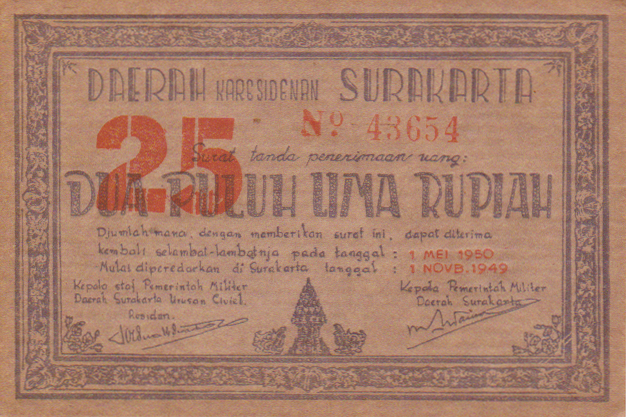 DAERAH KARESIDENAN SURAKARTA
No 43654
25
Surat tanda penerimaan uang:
DUA PULUH LIMA RUPIAH
Djumlah mana, dengan memberikan surat ini, dapat diterima
kembali selambat-lambatnja pada tanggal : 1 MEI 1950
Mulai diperedarkan di Surakarta tanggal : 1 NOVB. 1949
Kepala staf Pemerintah Militer
Daerah Surakarta Urusan Civiel.
Residen.
Kepala Pemerintah Militer
Daerah Surakarta